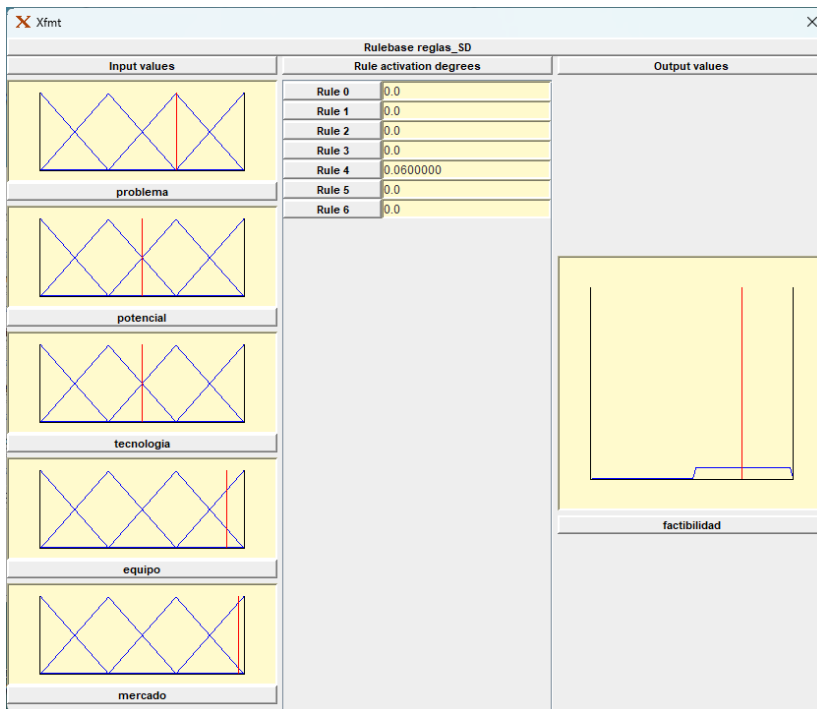 Xfmt
Rulebase reglas_SD
Input values
Rule activation degrees
Output values
problema
potencial
tecnologia
equipo
mercado
Rule 0 0.0
Rule 1 0.0
Rule 2 0.0
Rule 3 0.0
Rule 4 0.0600000
Rule 5 0.0
Rule 6 0.0
factibilidad